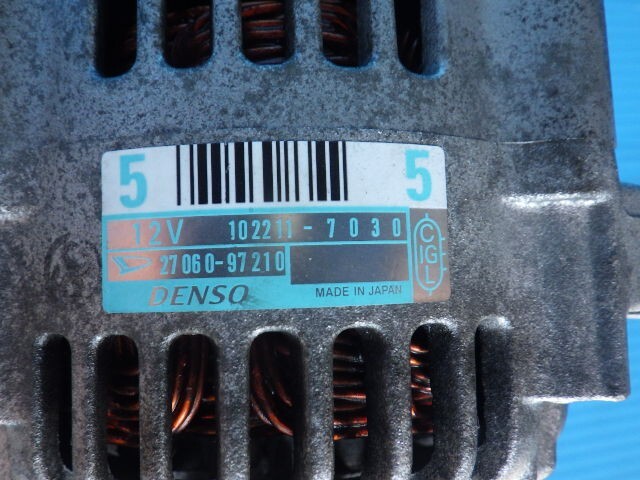 5 5
12V 102211-7030
27060-97210
DENSO MADE IN JAPAN
C
IG
L